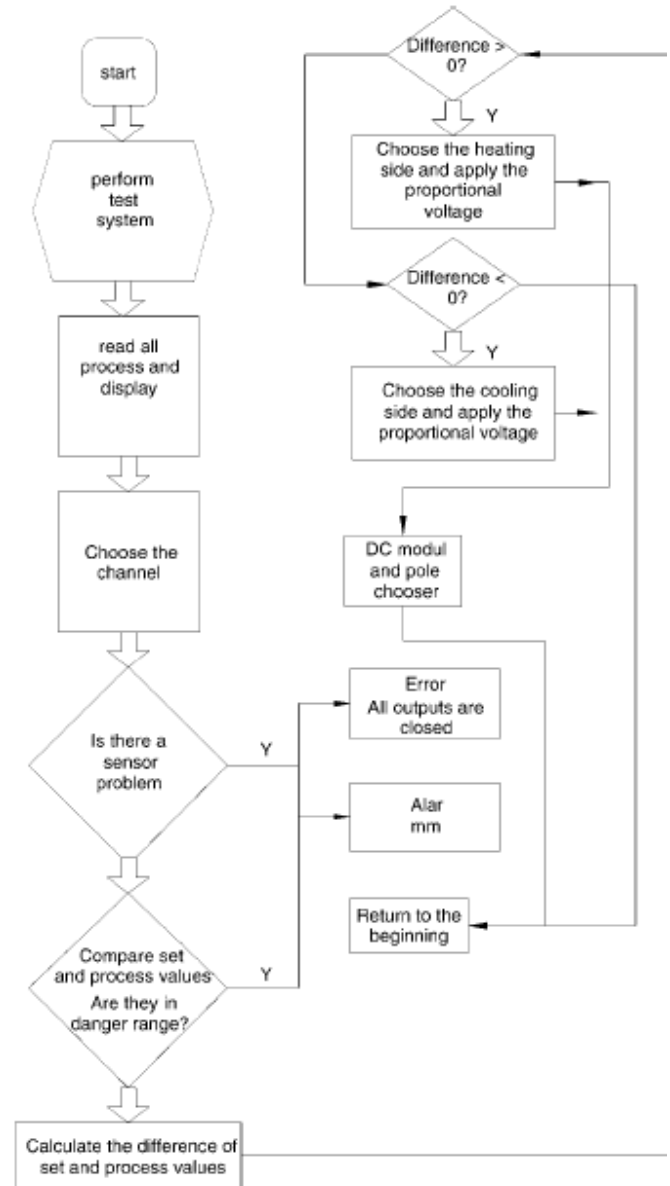 start
perform
test
system
read all
process and
display
Choose the
channel
Is there a
sensor
problem
Y
Compare set
and process values
Are they in
danger range?
Y
Calculate the difference of
set and process values
Difference >
0?
Y
Choose the heating
side and apply the
proportional
voltage
Difference <
0?
Y
Choose the cooling
side and apply the
proportional voltage
DC modul
and pole
chooser
Error
All outputs are
closed
Alar
mm
Return to the
beginning